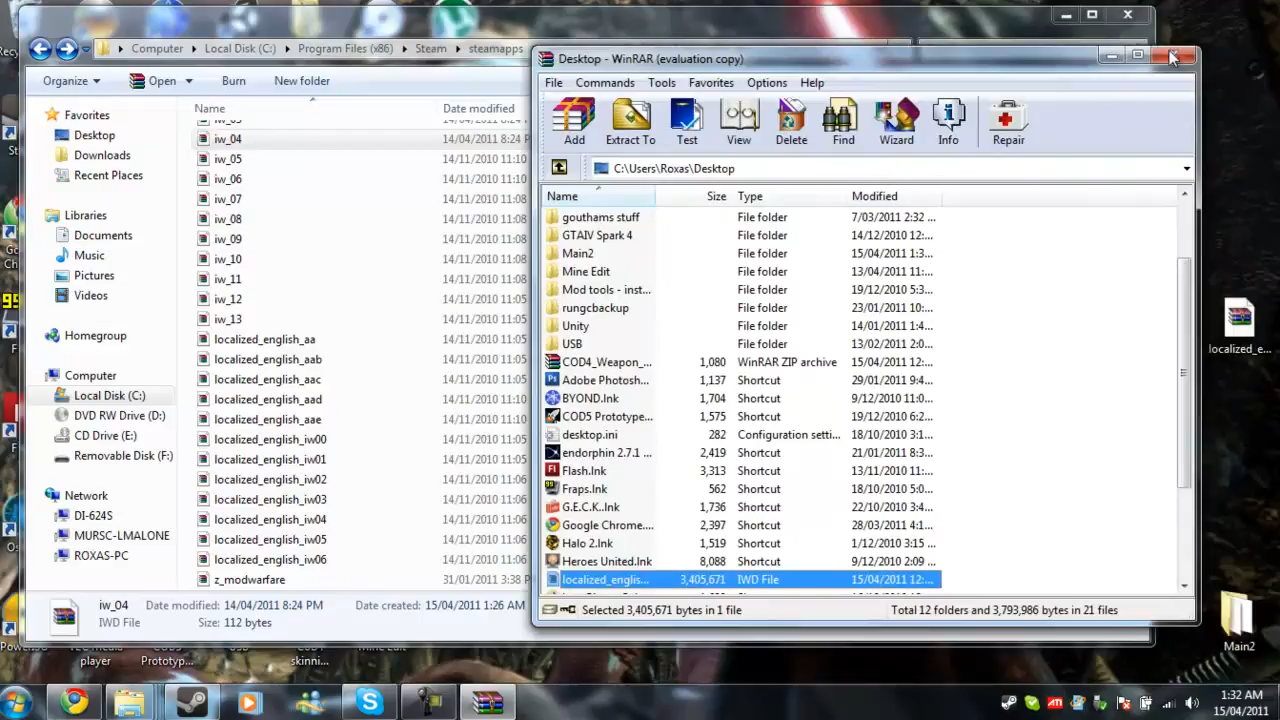 Computer ▸ Local Disk (C:) ▸ Program Files (x86) ▸ Steam ▸ steamapps
Organize Open Burn New folder
Name Date modified
Favorites
Desktop
Downloads
Recent Places
Libraries
Documents
Music
Pictures
Videos
Homegroup
Computer
Local Disk (C:)
DVD RW Drive (D:)
CD Drive (E:)
Removable Disk (F:)
Network
DI-624S
MURSC-LMALONE
ROXAS-PC
iw_04 14/04/2011 8:24 P
iw_05 14/11/2010 11:10
iw_06 14/11/2010 11:10
iw_07 14/11/2010 11:08
iw_08 14/11/2010 11:08
iw_09 14/11/2010 11:08
iw_10 14/11/2010 11:08
iw_11 14/11/2010 11:08
iw_12 14/11/2010 11:10
iw_13 14/11/2010 11:08
localized_english_aa 14/11/2010 11:05
localized_english_aab 14/11/2010 11:08
localized_english_aac 14/11/2010 11:05
localized_english_aad 14/11/2010 11:10
localized_english_aae 14/11/2010 11:10
localized_english_iw00 14/11/2010 11:06
localized_english_iw01 14/11/2010 11:06
localized_english_iw02 14/11/2010 11:06
localized_english_iw03 14/11/2010 11:06
localized_english_iw04 14/11/2010 11:06
localized_english_iw05 14/11/2010 11:06
localized_english_iw06 14/11/2010 11:06
z_modwarfare 31/01/2011 3:38 P
iw_04 Date modified: 14/04/2011 8:24 PM Date created: 15/04/2011 1:26 AM
IWD File Size: 112 bytes
Desktop - WinRAR (evaluation copy)
File Commands Tools Favorites Options Help
Add Extract To Test View Delete Find Wizard Info Repair
C:\Users\Roxas\Desktop
Name Size Type Modified
gouthams stuff File folder 7/03/2011 2:32 ...
GTAIV Spark 4 File folder 14/12/2010 12:...
Main2 File folder 15/04/2011 1:3...
Mine Edit File folder 13/04/2011 11:...
Mod tools - inst... File folder 19/12/2010 5:3...
rungcbackup File folder 23/01/2011 10:...
Unity File folder 14/01/2011 1:4...
USB File folder 13/02/2011 2:0...
COD4_Weapon_... 1,080 WinRAR ZIP archive 15/04/2011 12:...
Adobe Photosh... 1,137 Shortcut 29/01/2011 9:4...
BYOND.lnk 1,704 Shortcut 9/12/2010 11:0...
COD5 Prototype... 1,575 Shortcut 19/12/2010 6:2...
desktop.ini 282 Configuration setti... 18/10/2010 3:1...
endorphin 2.7.1 ... 2,419 Shortcut 21/01/2011 8:3...
Flash.lnk 3,313 Shortcut 13/11/2010 11:...
Fraps.lnk 562 Shortcut 18/10/2010 5:0...
G.E.C.K..lnk 1,736 Shortcut 22/10/2010 3:4...
Google Chrome.... 2,397 Shortcut 28/03/2011 4:1...
Halo 2.lnk 1,519 Shortcut 1/12/2010 3:15 ...
Heroes United.lnk 8,088 Shortcut 9/12/2010 2:09 ...
localized_englis... 3,405,671 IWD File 15/04/2011 12:...
Selected 3,405,671 bytes in 1 file Total 12 folders and 3,793,986 bytes in 21 files
localized_e...
Main2
player Prototyp... skinni...
1:32 AM
15/04/2011